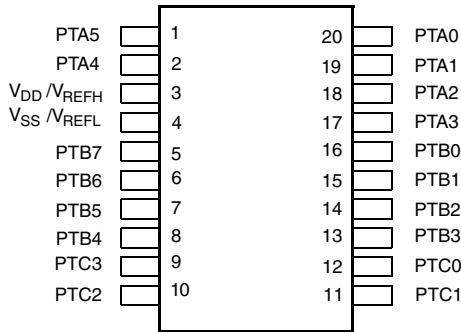 PTA5 1 20 PTA0
PTA4 2 19 PTA1
VDD /VREFH 3 18 PTA2
VSS /VREFL 4 17 PTA3
PTB7 5 16 PTB0
PTB6 6 15 PTB1
PTB5 7 14 PTB2
PTB4 8 13 PTB3
PTC3 9 12 PTC0
PTC2 10 11 PTC1